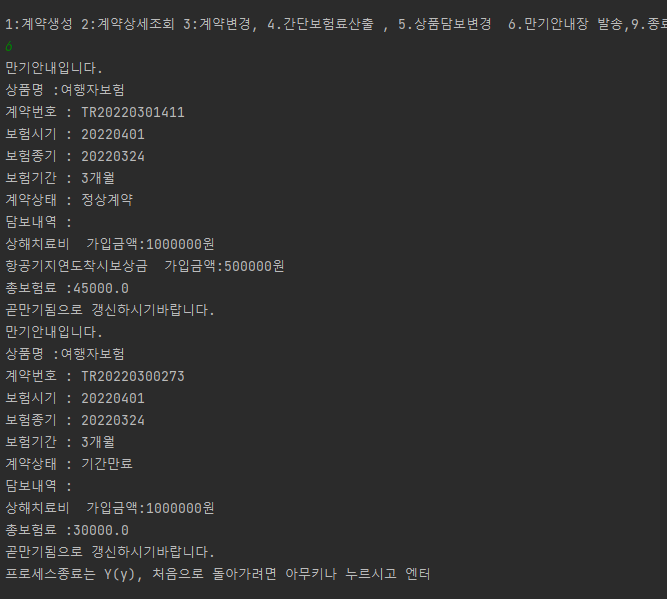 1:계약생성 2:계약상세조회 3:계약변경, 4.간단보험료산출 , 5.상품담보변경  6.만기안내장 발송,9.종료
6
만기안내입니다.
상품명 :여행자보험
계약번호 : TR20220301411
보험시기 : 20220401
보험종기 : 20220324
보험기간 : 3개월
계약상태 : 정상계약
담보내역 :
상해치료비  가입금액:1000000원
항공기지연도착시보상금  가입금액:500000원
총보험료 :45000.0
곧만기됨으로 갱신하시기바랍니다.
만기안내입니다.
상품명 :여행자보험
계약번호 : TR20220300273
보험시기 : 20220401
보험종기 : 20220324
보험기간 : 3개월
계약상태 : 기간만료
담보내역 :
상해치료비  가입금액:1000000원
총보험료 :30000.0
곧만기됨으로 갱신하시기바랍니다.
프로세스종료는 Y(y), 처음으로 돌아가려면 아무키나 누르시고 엔터